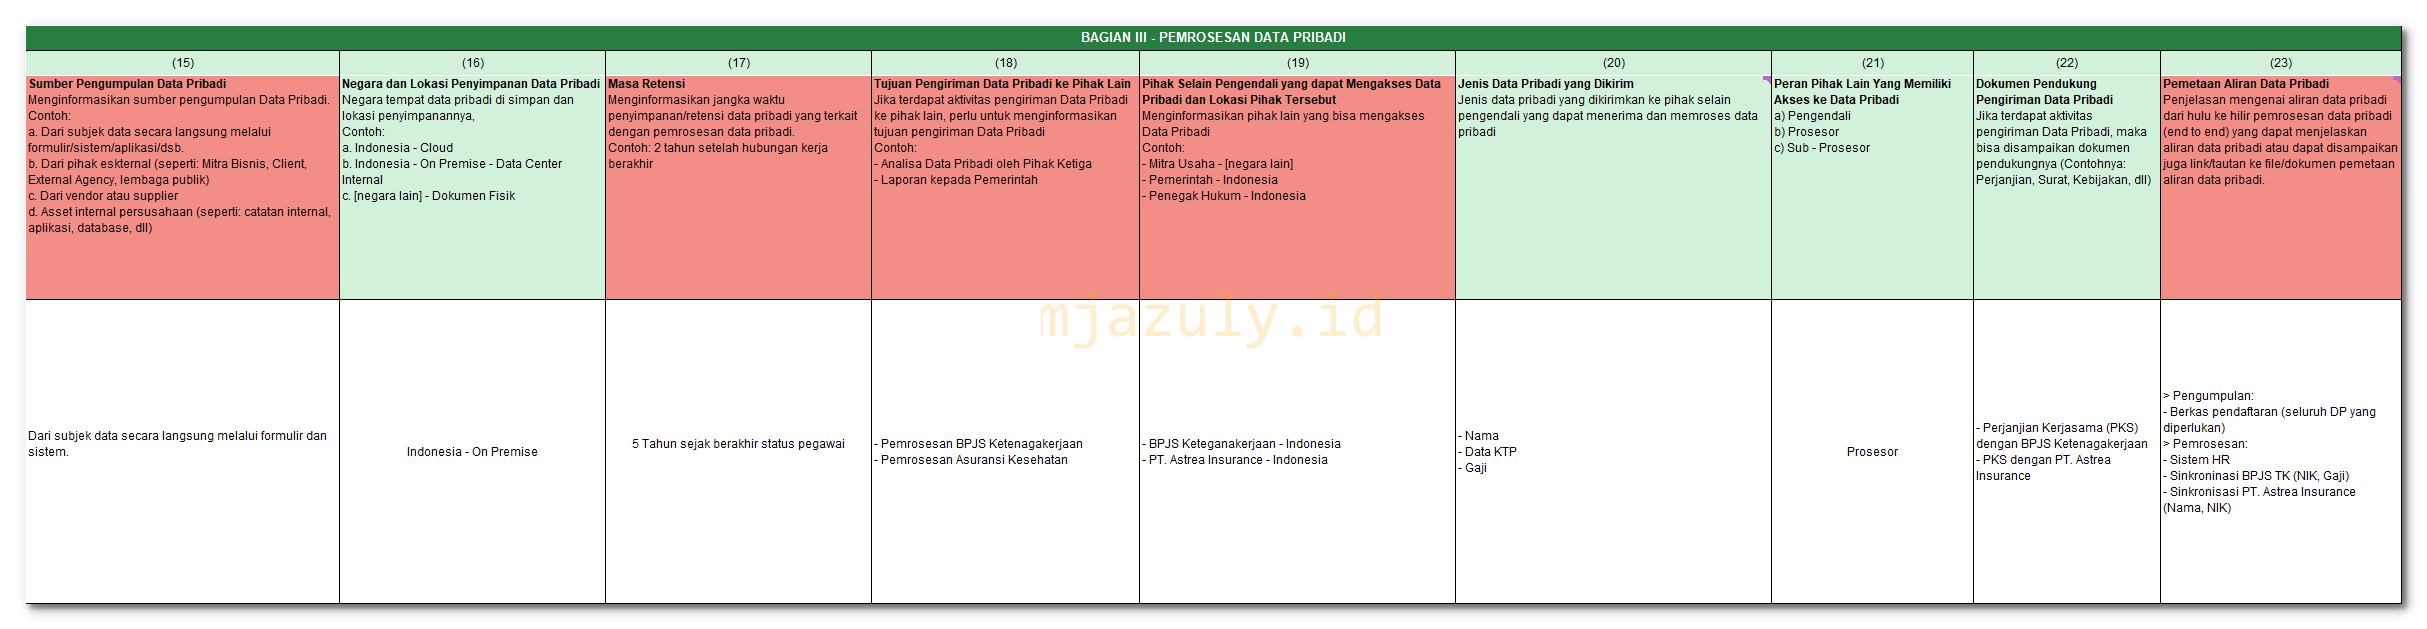 BAGIAN III - PEMROSESAN DATA PRIBADI
(15)
(16)
(17)
(18)
(19)
(20)
(21)
(22)
(23)
Sumber Pengumpulan Data Pribadi
Menginformasikan sumber pengumpulan Data Pribadi.
Contoh:
a. Dari subjek data secara langsung melalui
formulir/sistem/aplikasi/dsb.
b. Dari pihak eskternal (seperti: Mitra Bisnis, Client,
External Agency, lembaga publik)
c. Dari vendor atau supplier
d. Asset internal persusahaan (seperti: catatan internal,
aplikasi, database, dll)
Negara dan Lokasi Penyimpanan Data Pribadi
Negara tempat data pribadi di simpan dan
lokasi penyimpanannya,
Contoh:
a. Indonesia - Cloud
b. Indonesia - On Premise - Data Center
Internal
c. [negara lain] - Dokumen Fisik
Masa Retensi
Menginformasikan jangka waktu
penyimpanan/retensi data pribadi yang terkait
dengan pemrosesan data pribadi.
Contoh: 2 tahun setelah hubungan kerja
berakhir
Tujuan Pengiriman Data Pribadi ke Pihak Lain
Jika terdapat aktivitas pengiriman Data Pribadi
ke pihak lain, perlu untuk menginformasikan
tujuan pengiriman Data Pribadi
Contoh:
- Analisa Data Pribadi oleh Pihak Ketiga
- Laporan kepada Pemerintah
Pihak Selain Pengendali yang dapat Mengakses Data
Pribadi dan Lokasi Pihak Tersebut
Menginformasikan pihak lain yang bisa mengakses
Data Pribadi
Contoh:
- Mitra Usaha - [negara lain]
- Pemerintah - Indonesia
- Penegak Hukum - Indonesia
Jenis Data Pribadi yang Dikirim
Jenis data pribadi yang dikirimkan ke pihak selain
pengendali yang dapat menerima dan memroses data
pribadi
Peran Pihak Lain Yang Memiliki
Akses ke Data Pribadi
a) Pengendali
b) Prosesor
c) Sub - Prosesor
Dokumen Pendukung
Pengiriman Data Pribadi
Jika terdapat aktivitas
pengiriman Data Pribadi, maka
bisa disampaikan dokumen
pendukungnya (Contohnya:
Perjanjian, Surat, Kebijakan, dll)
Pemetaan Aliran Data Pribadi
Penjelasan mengenai aliran data pribadi
dari hulu ke hilir pemrosesan data pribadi
(end to end) yang dapat menjelaskan
aliran data pribadi atau dapat disampaikan
juga link/tautan ke file/dokumen pemetaan
aliran data pribadi.
mjazuly.id
Dari subjek data secara langsung melalui formulir dan
sistem.
Indonesia - On Premise
5 Tahun sejak berakhir status pegawai
- Pemrosesan BPJS Ketenagakerjaan
- Pemrosesan Asuransi Kesehatan
- BPJS Keteganakerjaan - Indonesia
- PT. Astrea Insurance - Indonesia
- Nama
- Data KTP
- Gaji
Prosesor
- Perjanjian Kerjasama (PKS)
dengan BPJS Ketenagakerjaan
- PKS dengan PT. Astrea
Insurance
> Pengumpulan:
- Berkas pendaftaran (seluruh DP yang
diperlukan)
> Pemrosesan:
- Sistem HR
- Sinkroninasi BPJS TK (NIK, Gaji)
- Sinkronisasi PT. Astrea Insurance
(Nama, NIK)